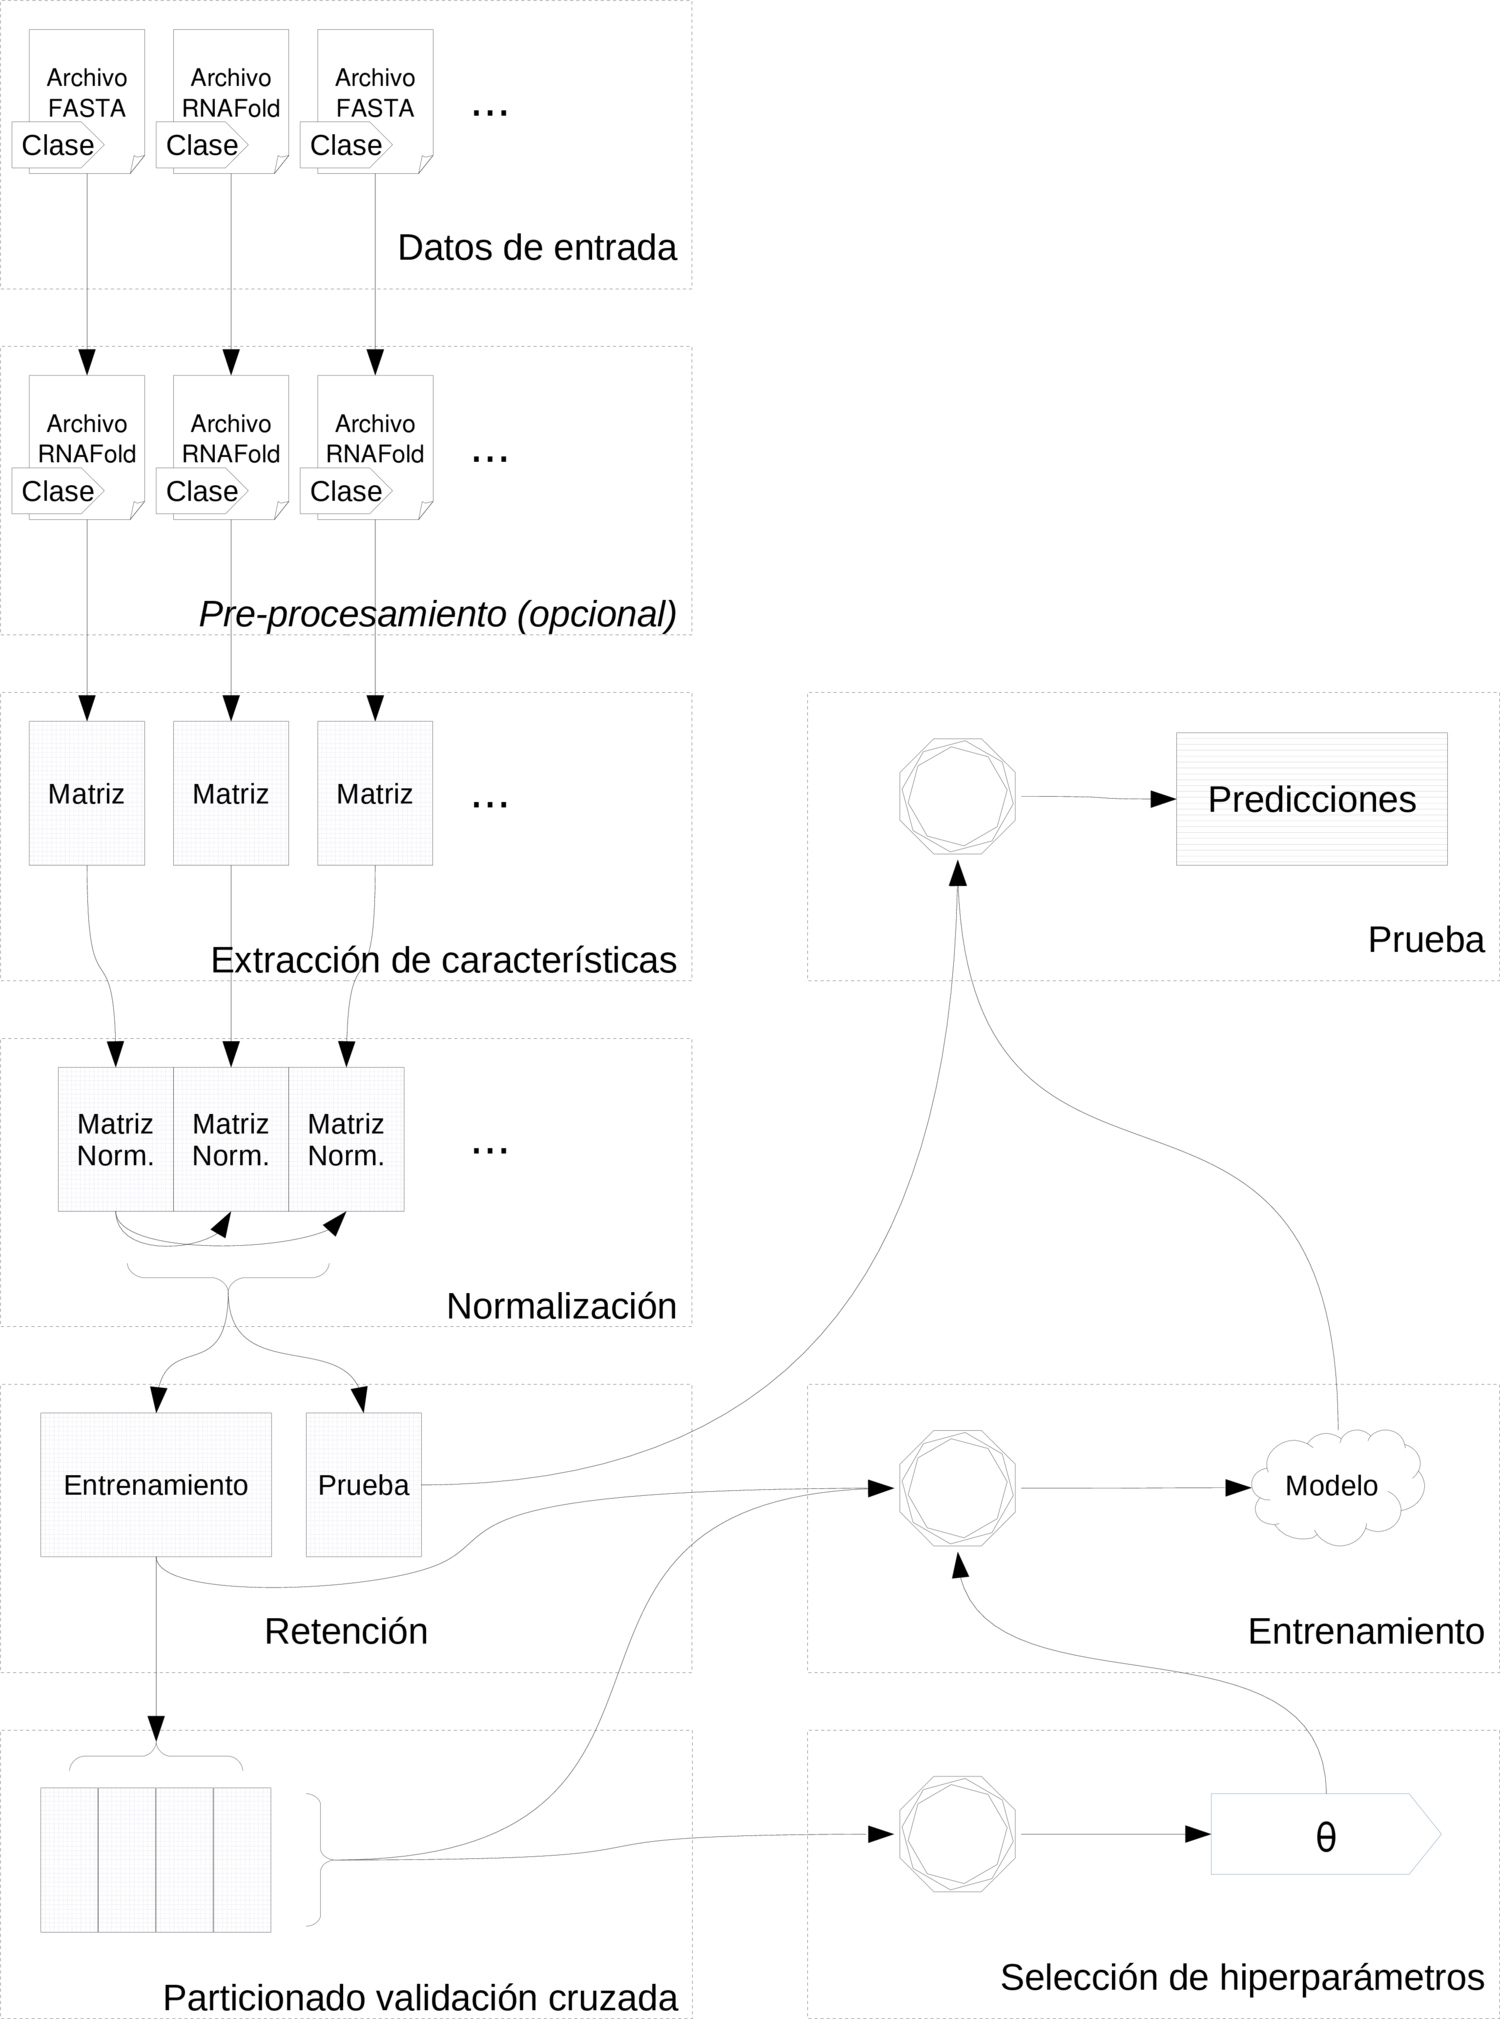 Archivo
FASTA
Clase
Archivo
RNAFold
Clase
Archivo
FASTA
Clase
...
Datos de entrada
Archivo
RNAFold
Clase
Archivo
RNAFold
Clase
Archivo
RNAFold
Clase
...
Pre-procesamiento (opcional)
Matriz
Matriz
Matriz
...
Extracción de características
Predicciones
Prueba
Matriz
Norm.
Matriz
Norm.
Matriz
Norm.
...
Normalización
Entrenamiento
Prueba
Retención
Modelo
Entrenamiento
Particionado validación cruzada
θ
Selección de hiperparámetros